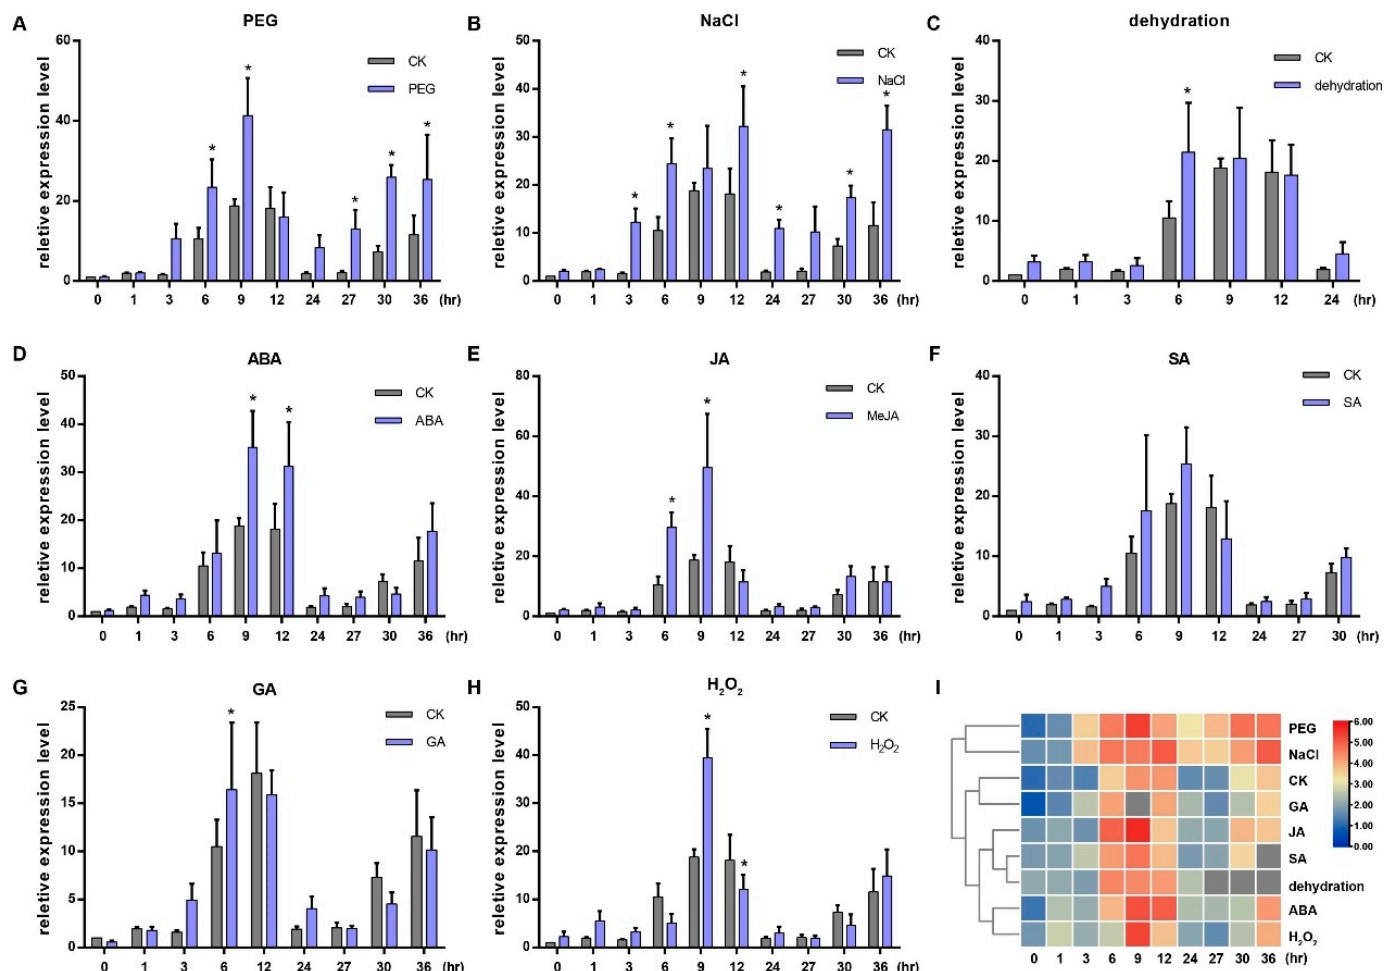 A
PEG
reletive expression level
60
40
20
0
CK
PEG
*
*
*
*
*
0 1 3 6 9 12 24 27 30 36 (hr)
B
NaCl
reletive expression level
50
40
30
20
10
0
CK
NaCl
*
*
*
*
*
*
0 1 3 6 9 12 24 27 30 36 (hr)
C
dehydration
reletive expression level
40
30
20
10
0
CK
dehydration
*
0 1 3 6 9 12 24 (hr)
D
ABA
reletive expression level
50
40
30
20
10
0
CK
ABA
*
*
0 1 3 6 9 12 24 27 30 36 (hr)
E
JA
reletive expression level
80
60
40
20
0
CK
MeJA
*
*
0 1 3 6 9 12 24 27 30 36 (hr)
F
SA
reletive expression level
40
30
20
10
0
CK
SA
0 1 3 6 9 12 24 27 30 (hr)
G
GA
reletive expression level
25
20
15
10
5
0
CK
GA
*
0 1 3 6 12 24 27 30 36 (hr)
H
H₂O₂
reletive expression level
50
40
30
20
10
0
CK
H₂O₂
*
*
0 1 3 6 9 12 24 27 30 36 (hr)
I
PEG
NaCl
CK
GA
JA
SA
dehydration
ABA
H₂O₂
6.00
5.00
4.00
3.00
2.00
1.00
0.00
0 1 3 6 9 12 24 27 30 36 (hr)